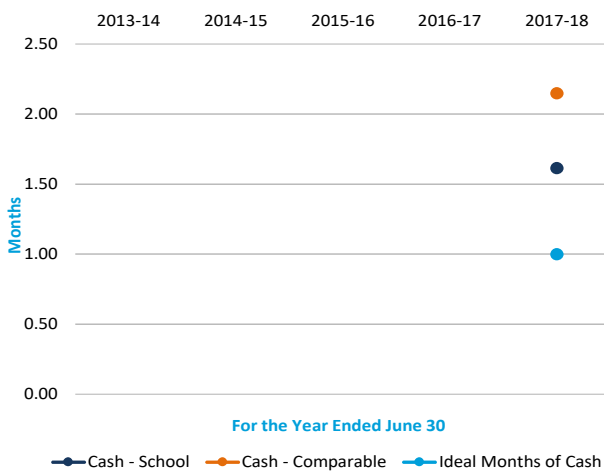 2013-14 2014-15 2015-16 2016-17 2017-18
2.50
2.00
1.50
1.00
0.50
0.00
Months
For the Year Ended June 30
Cash - School Cash - Comparable Ideal Months of Cash